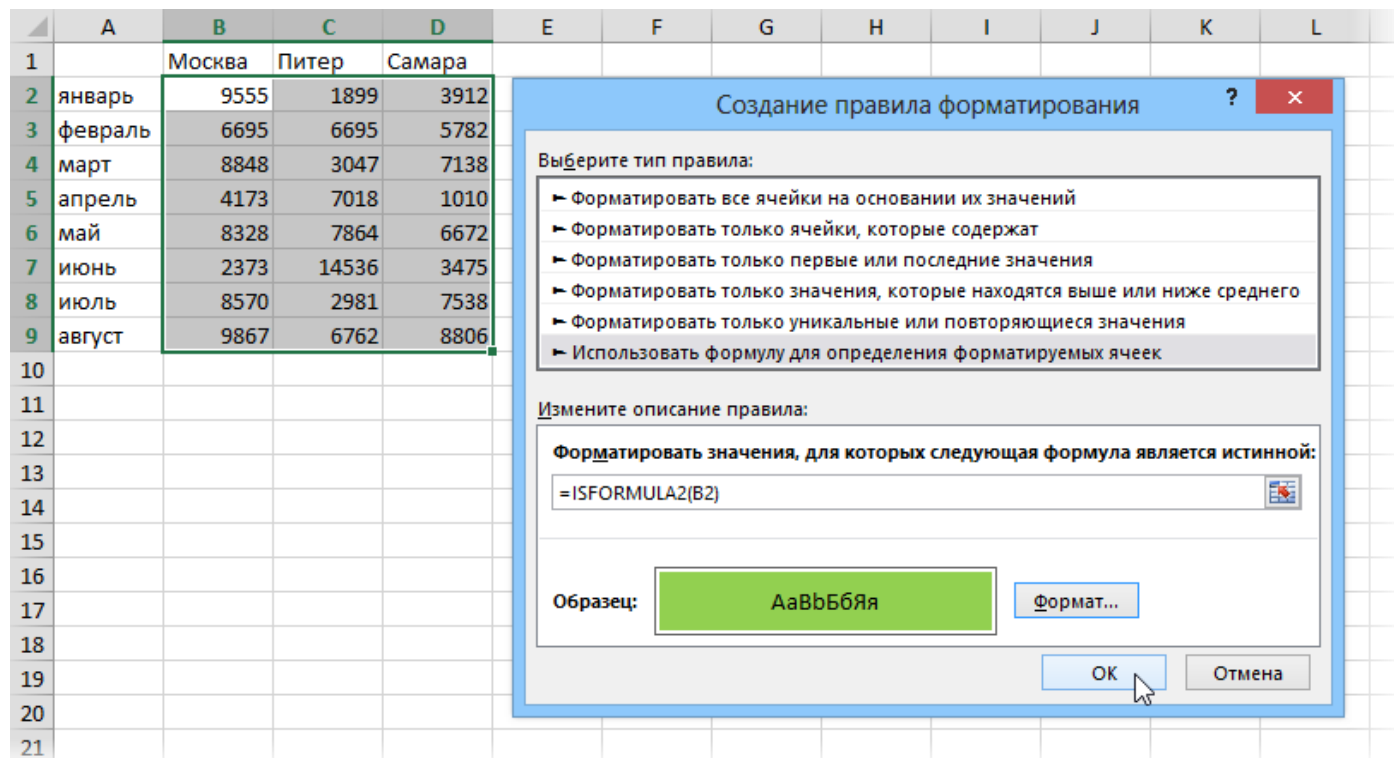 A B C D E F G H I J K L
1 Москва Питер Самара
2 январь 9555 1899 3912
3 февраль 6695 6695 5782
4 март 8848 3047 7138
5 апрель 4173 7018 1010
6 май 8328 7864 6672
7 июнь 2373 14536 3475
8 июль 8570 2981 7538
9 август 9867 6762 8806
10
11
12
13
14
15
16
17
18
19
20
21
Создание правила форматирования ? ×
Выберите тип правила:
► Форматировать все ячейки на основании их значений
► Форматировать только ячейки, которые содержат
► Форматировать только первые или последние значения
► Форматировать только значения, которые находятся выше или ниже среднего
► Форматировать только уникальные или повторяющиеся значения
► Использовать формулу для определения форматируемых ячеек
Измените описание правила:
Форматировать значения, для которых следующая формула является истинной:
=ISFORMULA2(B2)
Образец: АаВbБбЯя Формат...
ОК Отмена